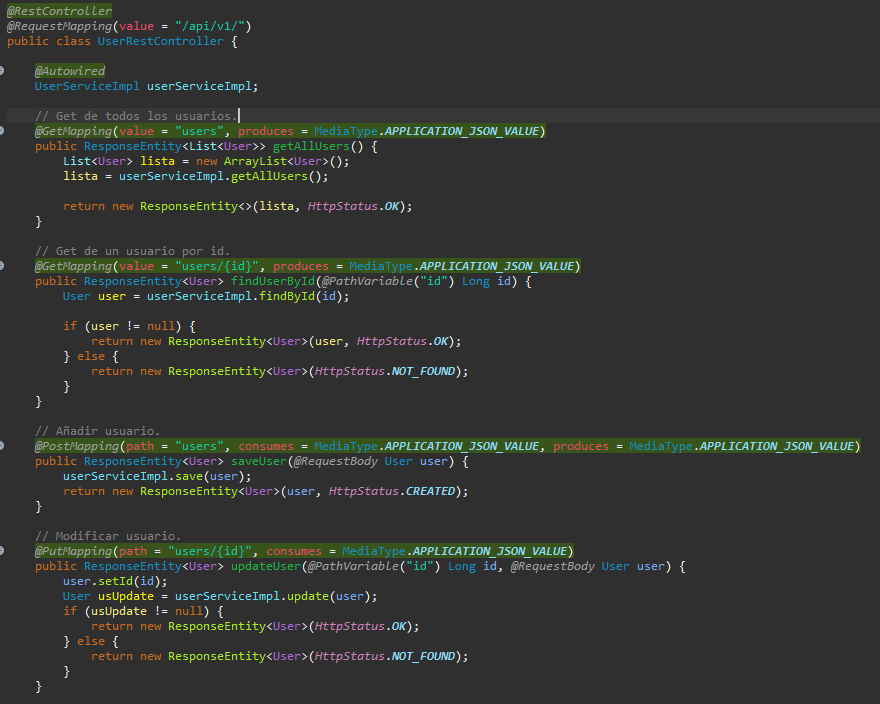 @RestController
@RequestMapping(value = "/api/v1/")
public class UserRestController {
@Autowired
UserServiceImpl userServiceImpl;
// Get de todos los usuarios.
@GetMapping(value = "users", produces = MediaType.APPLICATION_JSON_VALUE)
public ResponseEntity<List<User>> getAllUsers() {
List<User> lista = new ArrayList<User>();
lista = userServiceImpl.getAllUsers();
return new ResponseEntity<>(lista, HttpStatus.OK);
}
// Get de un usuario por id.
@GetMapping(value = "users/{id}", produces = MediaType.APPLICATION_JSON_VALUE)
public ResponseEntity<User> findUserById(@PathVariable("id") Long id) {
User user = userServiceImpl.findById(id);
if (user != null) {
return new ResponseEntity<User>(user, HttpStatus.OK);
} else {
return new ResponseEntity<User>(HttpStatus.NOT_FOUND);
}
}
// Añadir usuario.
@PostMapping(path = "users", consumes = MediaType.APPLICATION_JSON_VALUE, produces = MediaType.APPLICATION_JSON_VALUE)
public ResponseEntity<User> saveUser(@RequestBody User user) {
userServiceImpl.save(user);
return new ResponseEntity<User>(user, HttpStatus.CREATED);
}
// Modificar usuario.
@PutMapping(path = "users/{id}", consumes = MediaType.APPLICATION_JSON_VALUE)
public ResponseEntity<User> updateUser(@PathVariable("id") Long id, @RequestBody User user) {
user.setId(id);
User usUpdate = userServiceImpl.update(user);
if (usUpdate != null) {
return new ResponseEntity<User>(HttpStatus.OK);
} else {
return new ResponseEntity<User>(HttpStatus.NOT_FOUND);
}
}